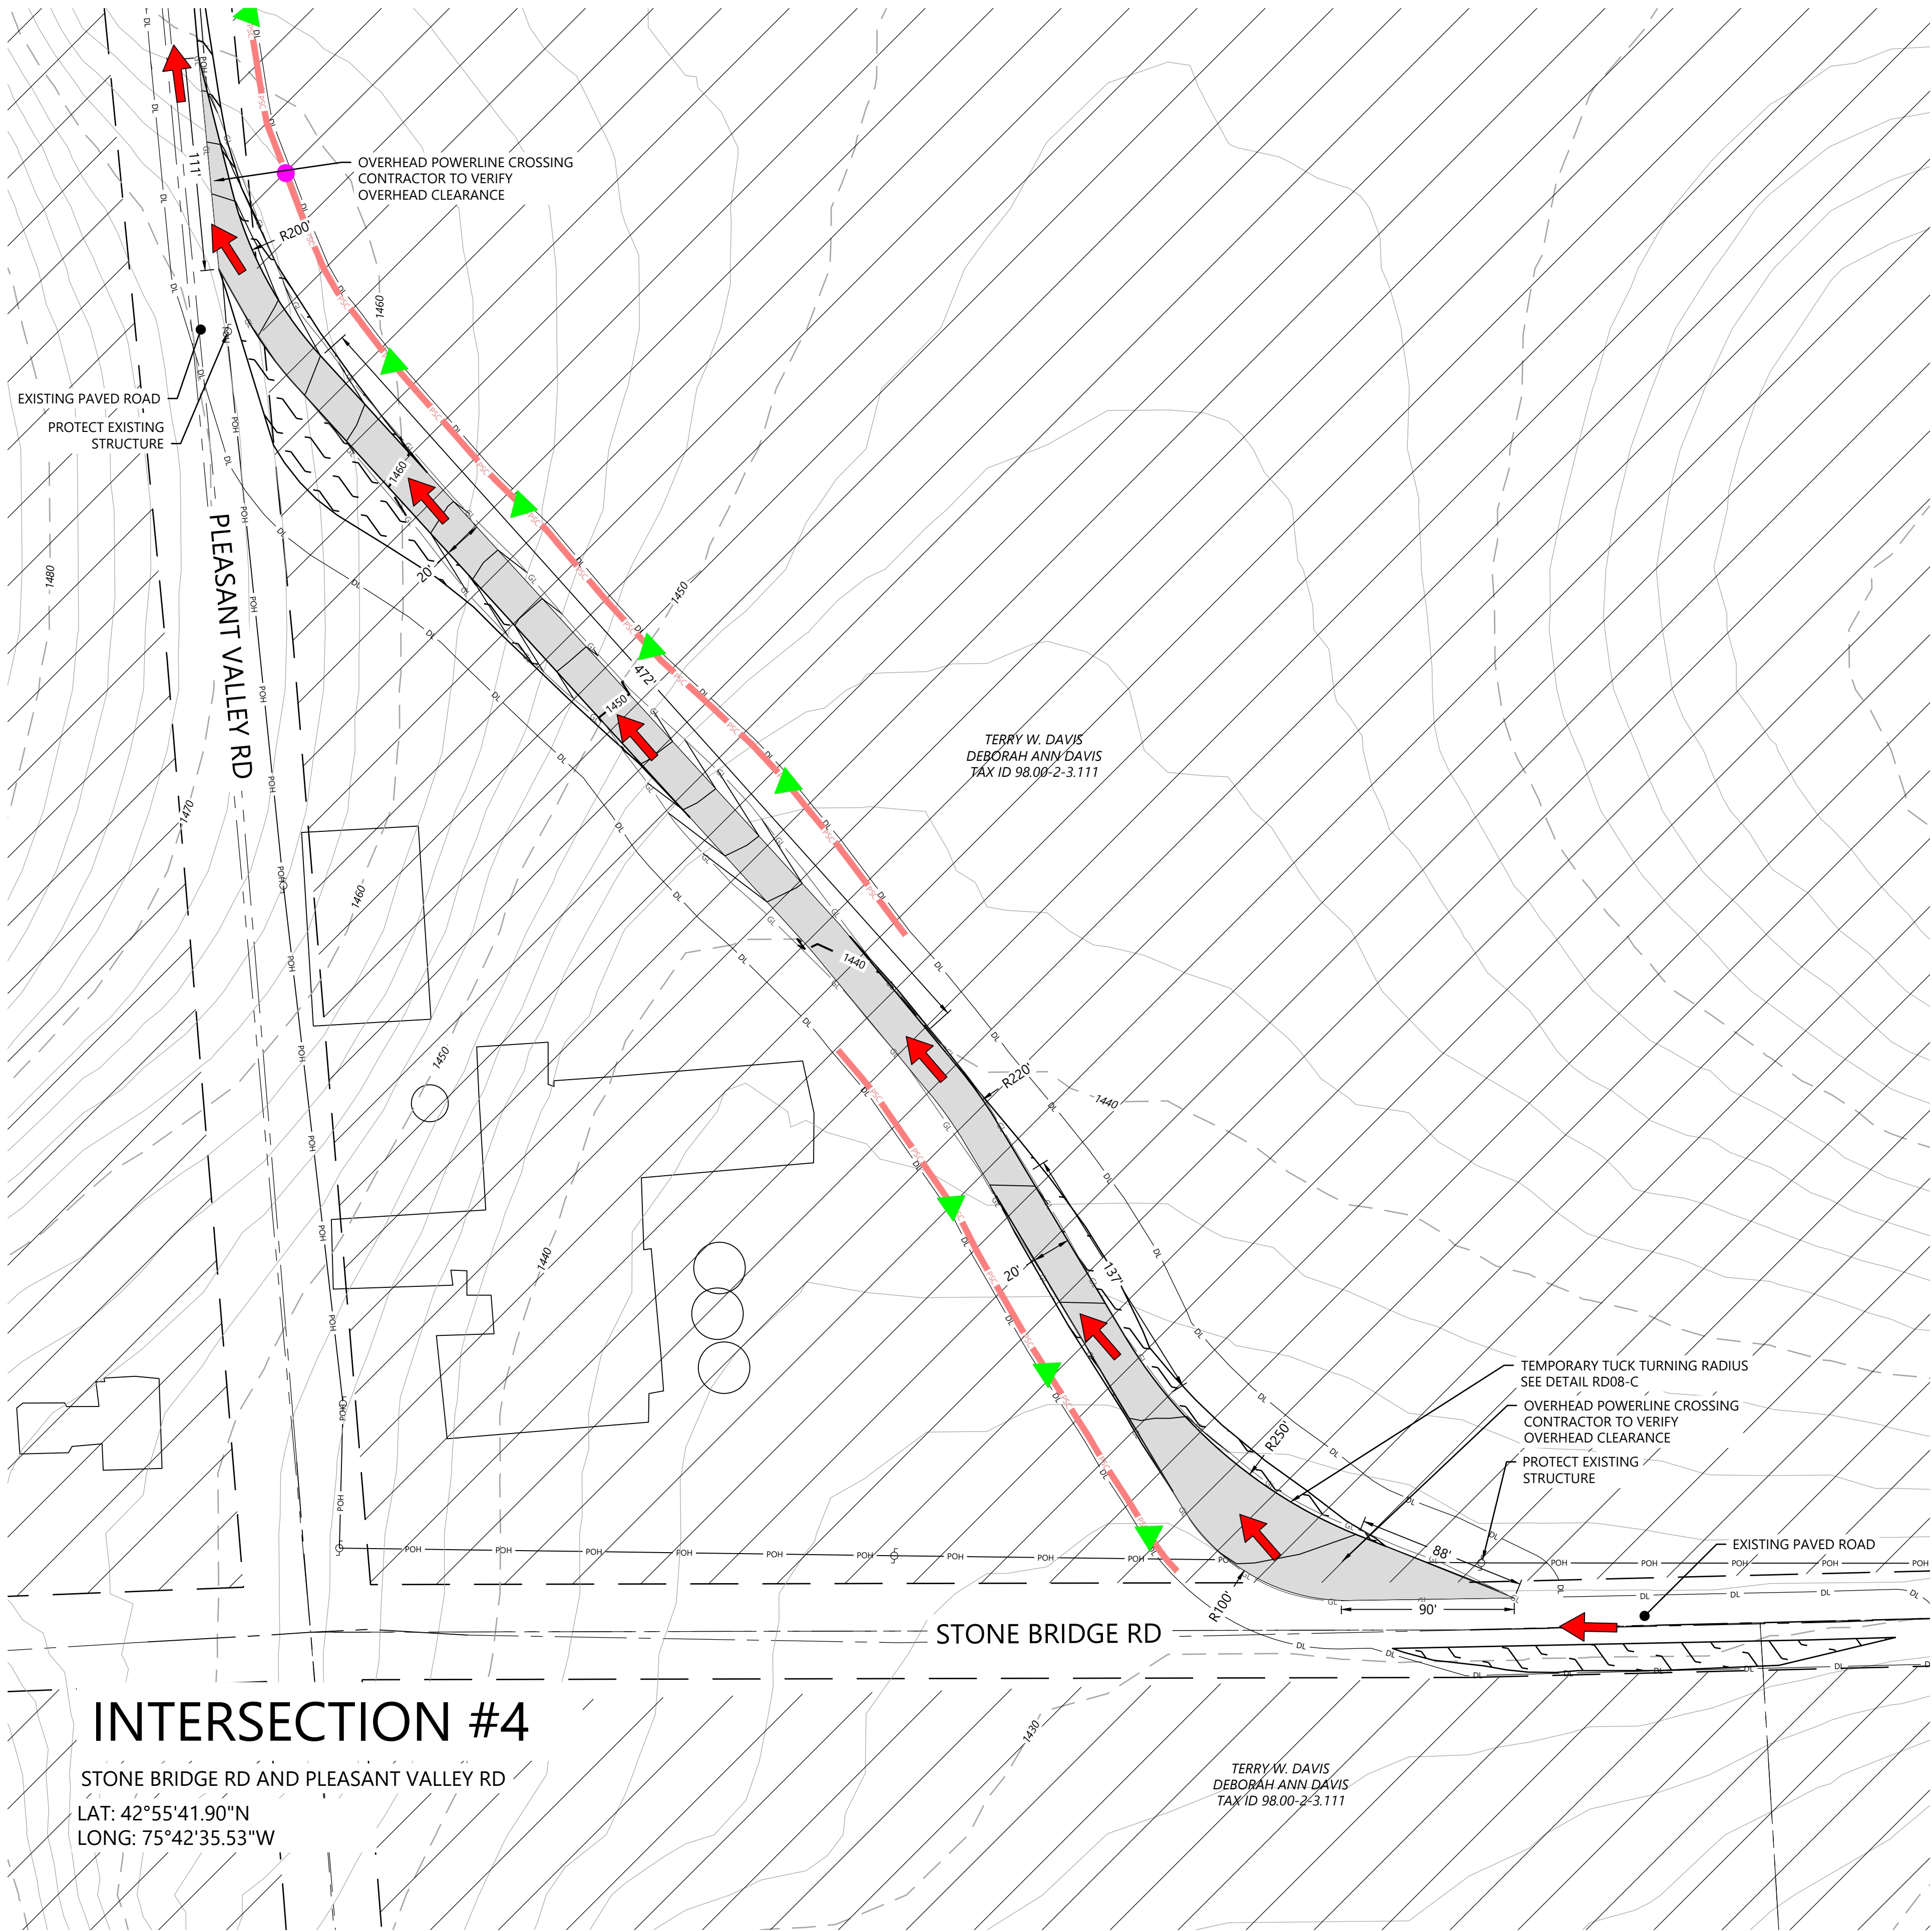 OVERHEAD POWERLINE CROSSING
CONTRACTOR TO VERIFY
OVERHEAD CLEARANCE
111'
R200'
1460
EXISTING PAVED ROAD
PROTECT EXISTING
STRUCTURE
1460
20'
1480
1450
PLEASANT VALLEY RD
472'
1450
TERRY W. DAVIS
DEBORAH ANN DAVIS
TAX ID 98.00-2-3.111
1470
1460
1440
1450
R220'
1440
1440
20'
137'
TEMPORARY TUCK TURNING RADIUS
SEE DETAIL RD08-C
OVERHEAD POWERLINE CROSSING
CONTRACTOR TO VERIFY
OVERHEAD CLEARANCE
R250'
PROTECT EXISTING
STRUCTURE
EXISTING PAVED ROAD
88'
R100'
90'
STONE BRIDGE RD
INTERSECTION #4
STONE BRIDGE RD AND PLEASANT VALLEY RD
LAT: 42°55'41.90"N
LONG: 75°42'35.53"W
1430
TERRY W. DAVIS
DEBORAH ANN DAVIS
TAX ID 98.00-2-3.111